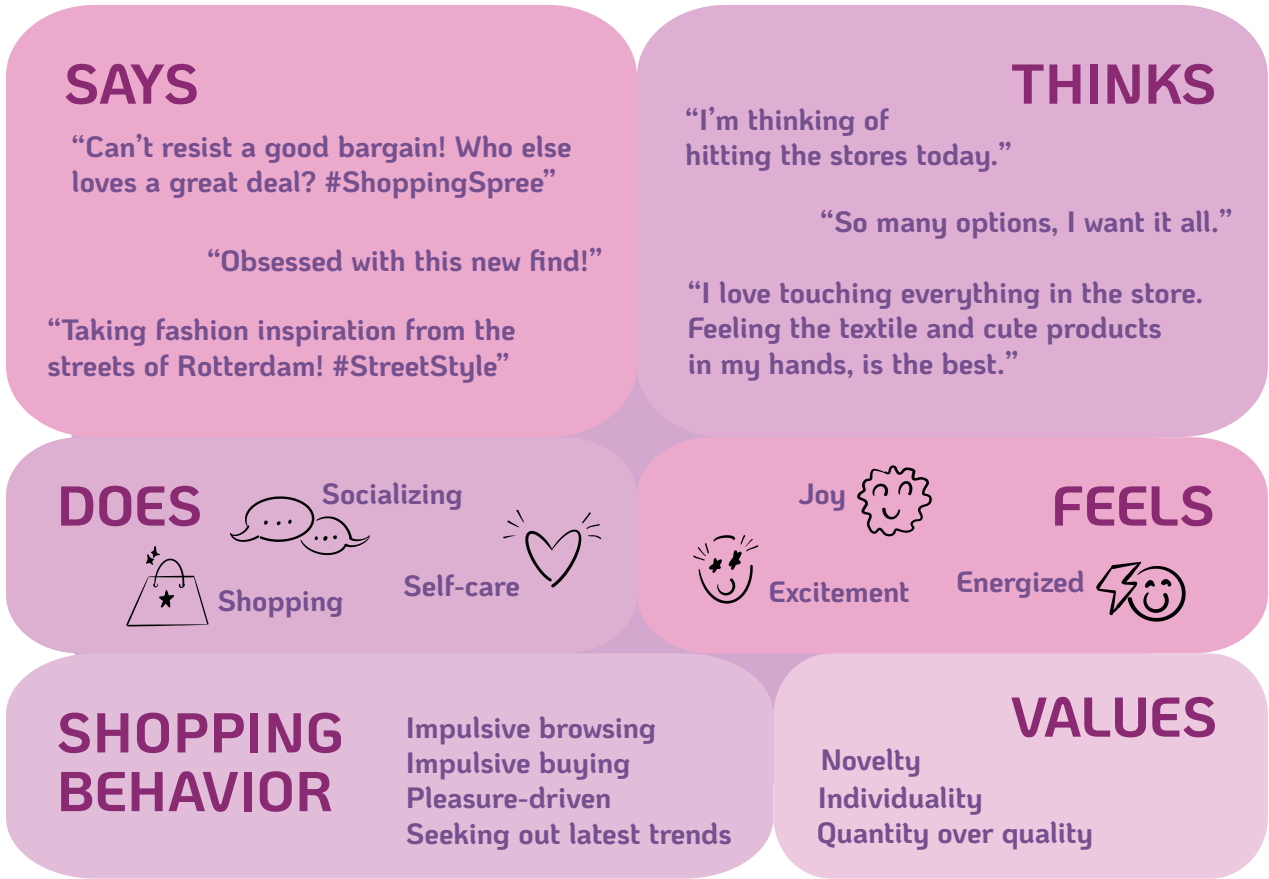 SAYS
“Can’t resist a good bargain! Who else
loves a great deal? #ShoppingSpree”
“Obsessed with this new find!”
“Taking fashion inspiration from the
streets of Rotterdam! #StreetStyle”
THINKS
“I’m thinking of
hitting the stores today.”
“So many options, I want it all.”
“I love touching everything in the store.
Feeling the textile and cute products
in my hands, is the best.”
DOES
Socializing
Self-care
Shopping
FEELS
Joy
Excitement
Energized
SHOPPING
BEHAVIOR
Impulsive browsing
Impulsive buying
Pleasure-driven
Seeking out latest trends
VALUES
Novelty
Individuality
Quantity over quality